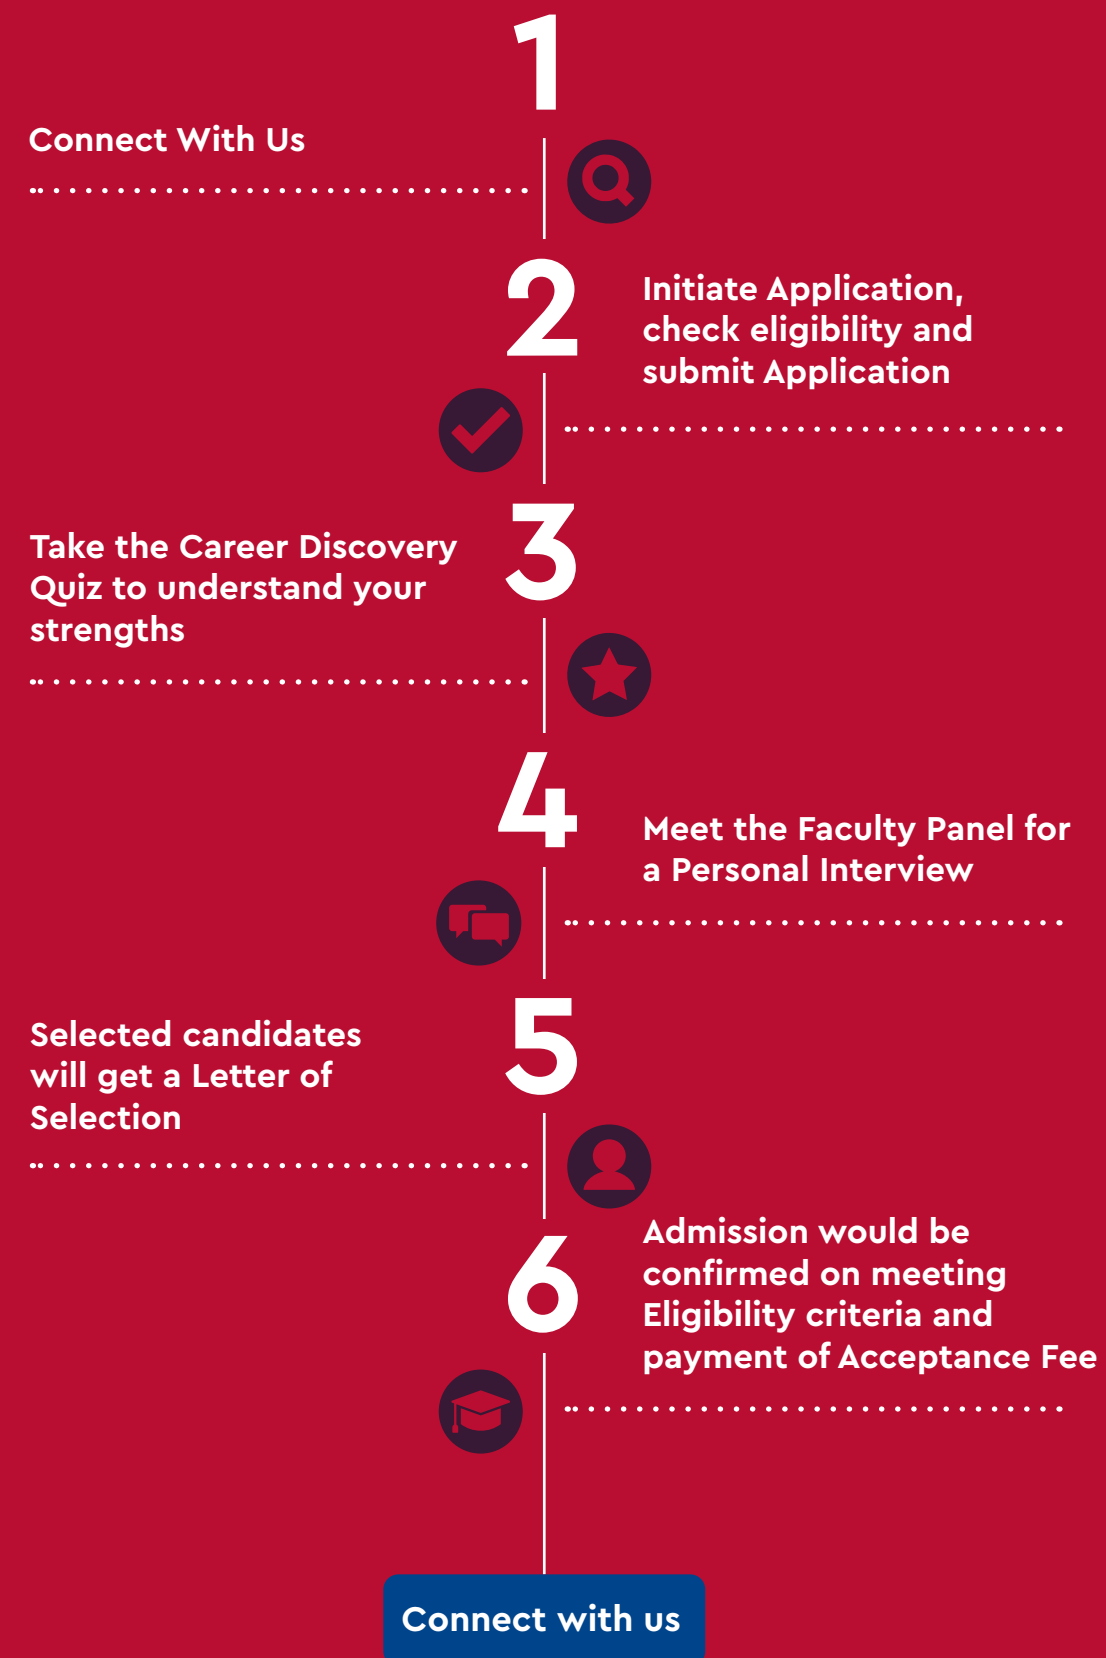 1
Connect With Us
2
Initiate Application,
check eligibility and
submit Application
3
Take the Career Discovery
Quiz to understand your
strengths
4
Meet the Faculty Panel for
a Personal Interview
5
Selected candidates
will get a Letter of
Selection
6
Admission would be
confirmed on meeting
Eligibility criteria and
payment of Acceptance Fee
Connect with us